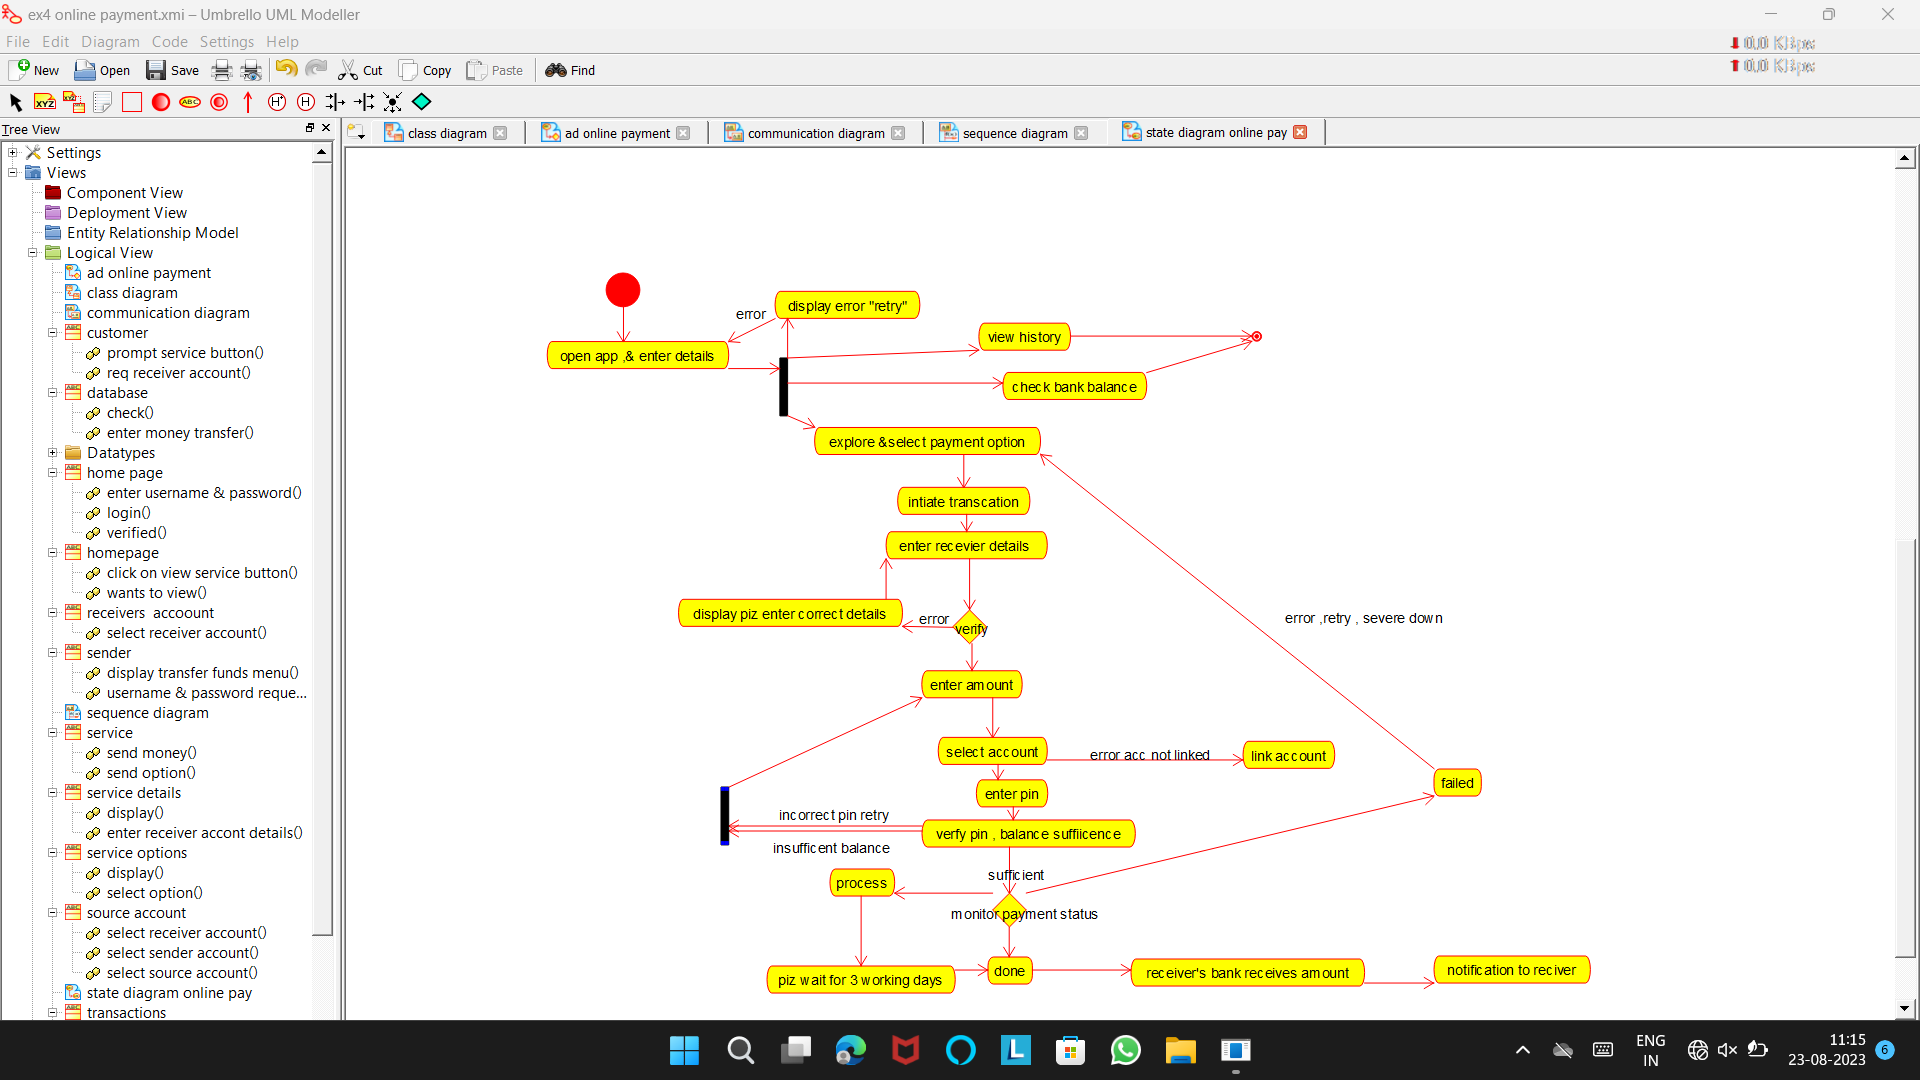 ex4 online payment.xmi – Umbrello UML Modeller
File Edit Diagram Code Settings Help
0.0 KBps
0.0 KBps
New Open Save Cut Copy Paste Find
XYZ XYZ ABC H* H
Tree View
class diagram
ad online payment
communication diagram
sequence diagram
state diagram online pay
Settings
Views
Component View
Deployment View
Entity Relationship Model
Logical View
ad online payment
class diagram
communication diagram
customer
prompt service button()
req receiver account()
database
check()
enter money transfer()
Datatypes
home page
enter username & password()
login()
verified()
homepage
click on view service button()
wants to view()
receivers accoount
select receiver account()
sender
display transfer funds menu()
username & password reque...
sequence diagram
service
send money()
send option()
service details
display()
enter receiver accont details()
service options
display()
select option()
source account
select receiver account()
select sender account()
select source account()
state diagram online pay
transactions
display error "retry"
error
view history
open app ,& enter details
check bank balance
explore &select payment option
intiate transcation
enter recevier details
display piz enter correct details
error
verify
error ,retry , severe down
enter amount
select account
error acc not linked
link account
failed
enter pin
incorrect pin retry
verfy pin , balance suffiicence
insufficent balance
sufficient
process
monitor payment status
piz wait for 3 working days
done
receiver's bank receives amount
notification to reciver
L
ENG
IN
11:15
23-08-2023
6